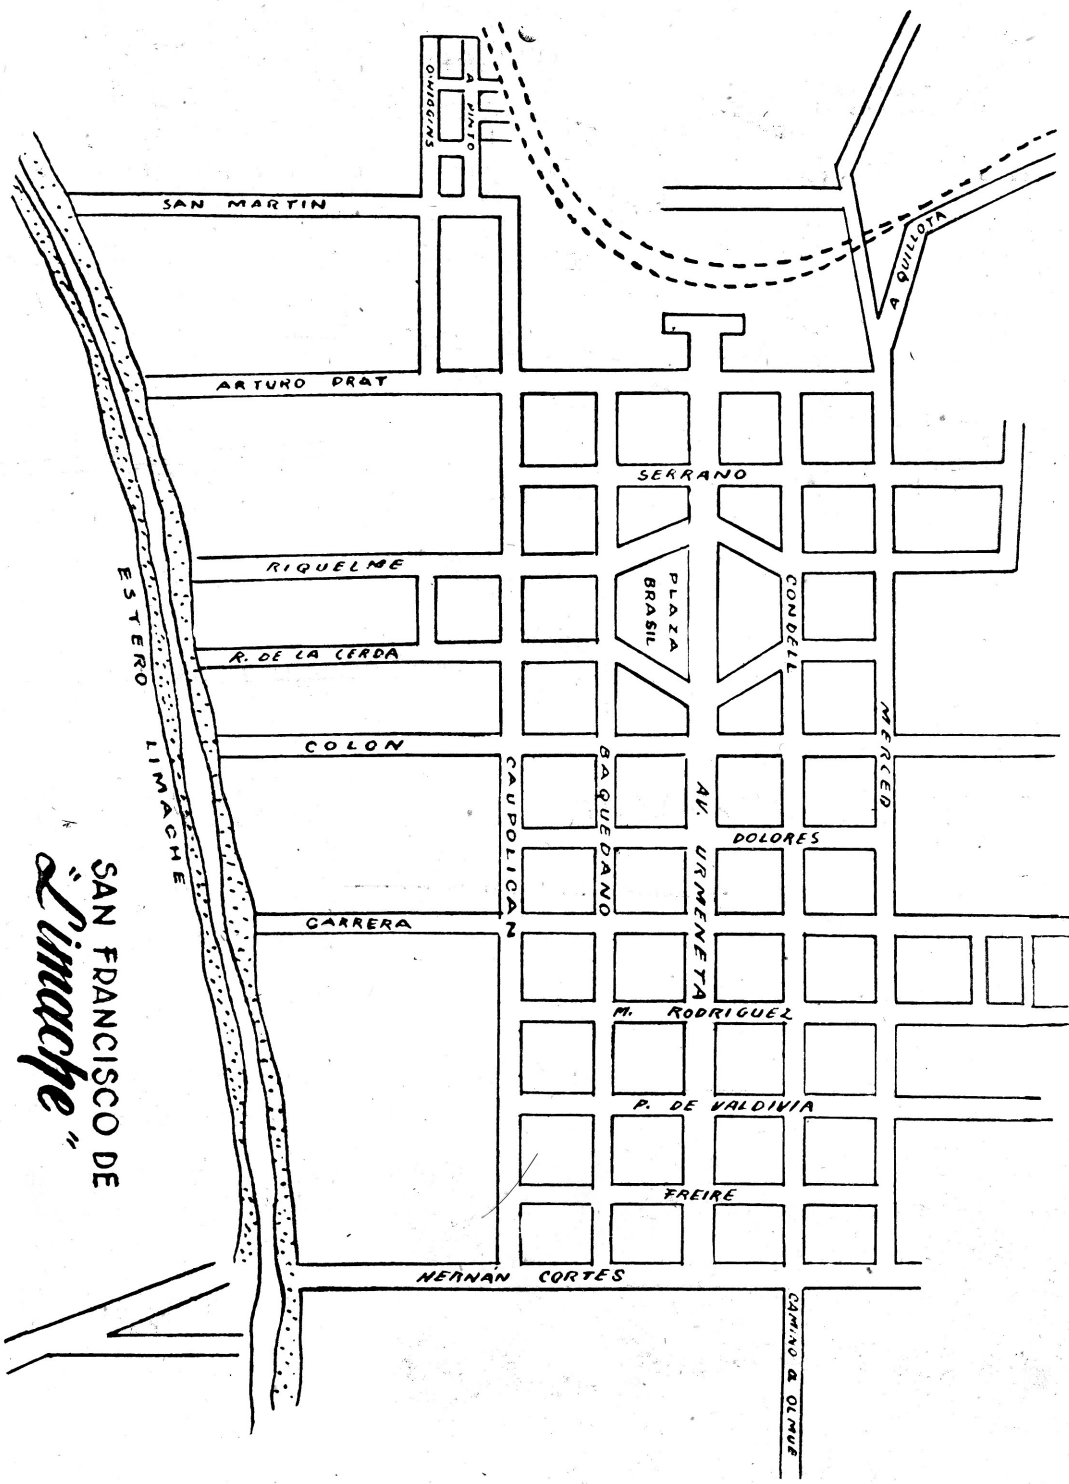 O.HIGGINS
A PINTO
SAN MARTIN
A QUILLOTA
ARTURO PRAT
SERRANO
RIQUELME
PLAZA
BRASIL
CONDELL
R. DE LA CERDA
ESTERO LIMACHE
COLON
CAUPOLICAN
BAQUEDANO
AV. URMENETA
MERCED
DOLORES
CARRERA
M. RODRIGUEZ
P. DE VALDIVIA
FREIRE
HERNÁN CORTES
CAMINO a OLMUE
SAN FRANCISCO DE
"Limache"